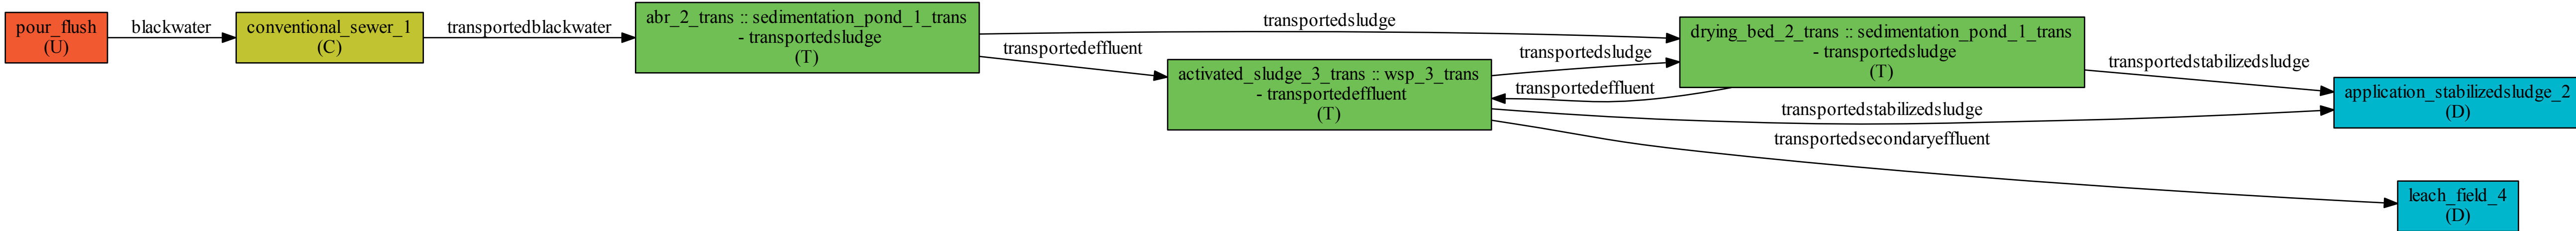 pour_flush
(U)
blackwater
conventional_sewer_1
(C)
transportedblackwater
abr_2_trans :: sedimentation_pond_1_trans
- transportedsludge
(T)
transportedsludge
transportedeffluent
activated_sludge_3_trans :: wsp_3_trans
- transportedeffluent
(T)
transportedsludge
transportedeffluent
drying_bed_2_trans :: sedimentation_pond_1_trans
- transportedsludge
(T)
transportedstabilizedsludge
transportedstabilizedsludge
transportedsecondaryeffluent
application_stabilizedsludge_2
(D)
leach_field_4
(D)